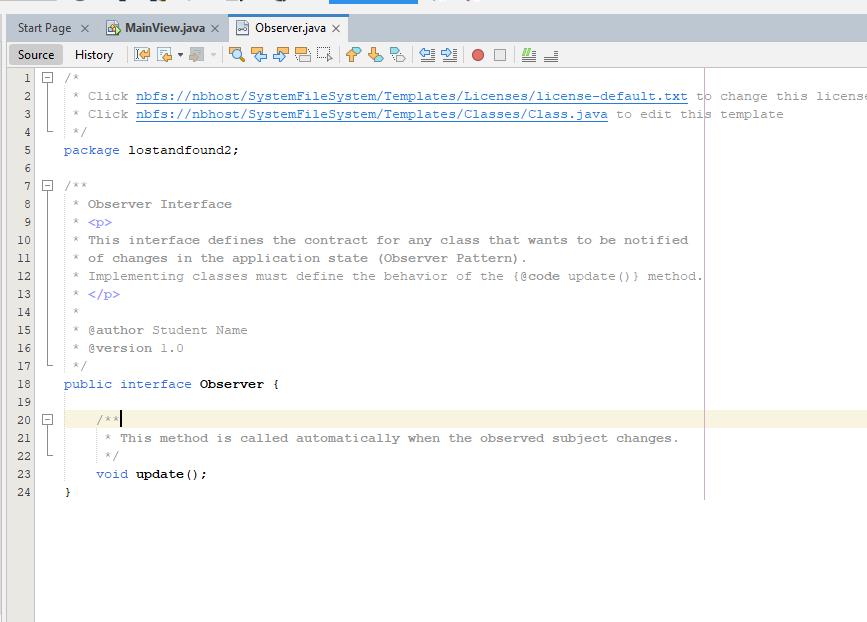 Start Page MainView.java Observer.java
Source History
1 /*
2 * Click nbfs://nbhost/SystemFileSystem/Templates/Licenses/license-default.txt to change this license
3 * Click nbfs://nbhost/SystemFileSystem/Templates/Classes/Class.java to edit this template
4 */
5 package lostandfound2;
6
7 /**
8 * Observer Interface
9 * <p>
10 * This interface defines the contract for any class that wants to be notified
11 * of changes in the application state (Observer Pattern).
12 * Implementing classes must define the behavior of the {@code update()} method.
13 * </p>
14 *
15 * @author Student Name
16 * @version 1.0
17 */
18 public interface Observer {
19
20 /**
21 * This method is called automatically when the observed subject changes.
22 */
23 void update();
24 }